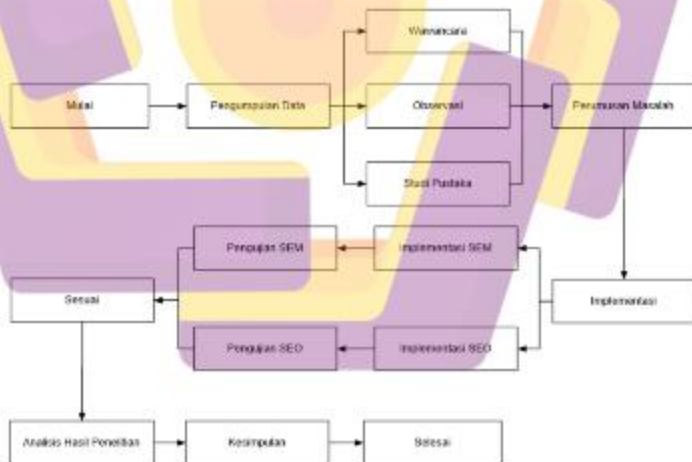 Wawancara
Mulai
Pengumpulan Data
Observasi
Perumusan Masalah
Studi Pustaka
Pengujian SEM
Implementasi SEM
Sesuai
Implementasi
Pengujian SEO
Implementasi SEO
Analisis Hasil Penelitian
Kesimpulan
Selesai